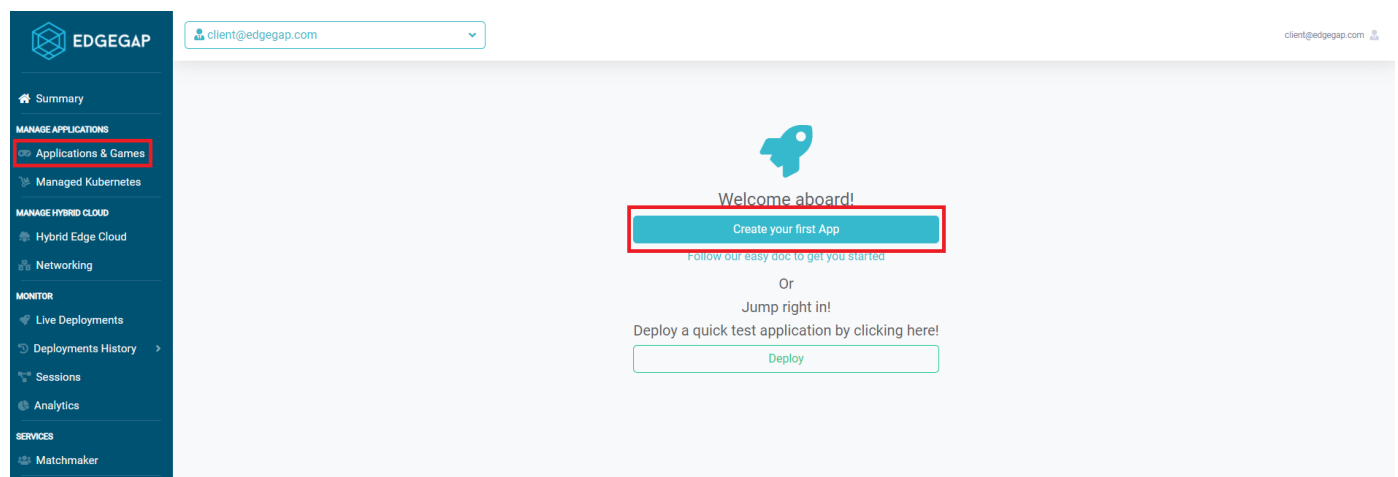 EDGEGAP
client@edgegap.com
client@edgegap.com
Summary
MANAGE APPLICATIONS
Applications & Games
Managed Kubernetes
MANAGE HYBRID CLOUD
Hybrid Edge Cloud
Networking
MONITOR
Live Deployments
Deployments History
Sessions
Analytics
SERVICES
Matchmaker
Welcome aboard!
Create your first App
Follow our easy doc to get you started
Or
Jump right in!
Deploy a quick test application by clicking here!
Deploy